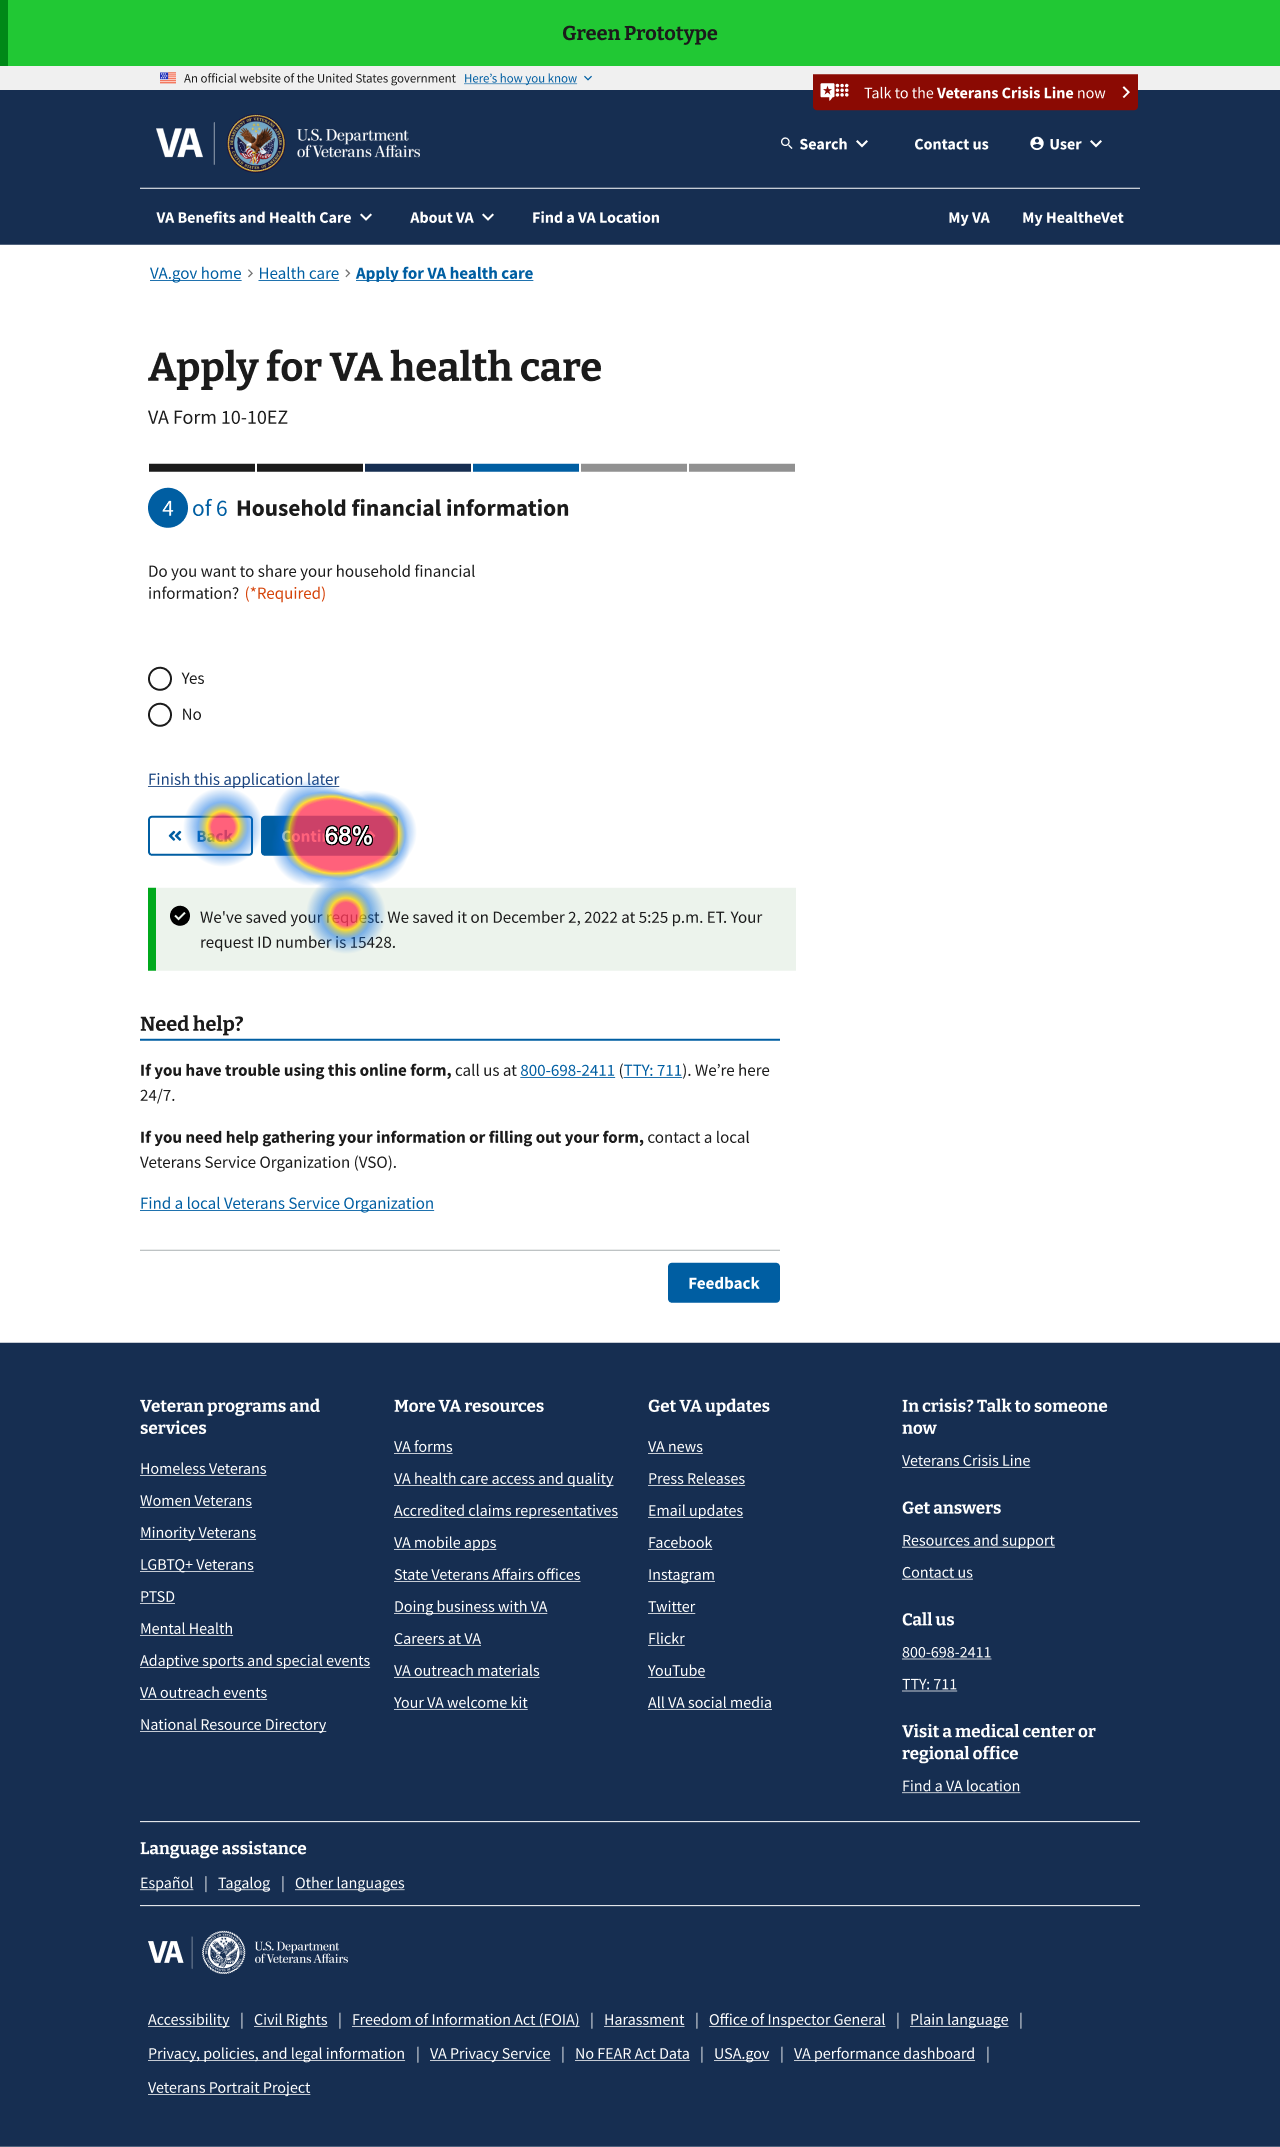 Green Prototype
An official website of the United States government Here's how you know
Talk to the Veterans Crisis Line now
VA U.S. Department of Veterans Affairs
Search Contact us User
VA Benefits and Health Care About VA Find a VA Location My VA My HealtheVet
VA.gov home > Health care > Apply for VA health care
Apply for VA health care
VA Form 10-10EZ
4 of 6 Household financial information
Do you want to share your household financial
information? (*Required)
Yes
No
Finish this application later
Back 68%
We've saved your request. We saved it on December 2, 2022 at 5:25 p.m. ET. Your
request ID number is 15428.
Need help?
If you have trouble using this online form, call us at 800-698-2411 (TTY: 711). We're here
24/7.
If you need help gathering your information or filling out your form, contact a local
Veterans Service Organization (VSO).
Find a local Veterans Service Organization
Feedback
Veteran programs and
services
Homeless Veterans
Women Veterans
Minority Veterans
LGBTQ+ Veterans
PTSD
Mental Health
Adaptive sports and special events
VA outreach events
National Resource Directory
More VA resources
VA forms
VA health care access and quality
Accredited claims representatives
VA mobile apps
State Veterans Affairs offices
Doing business with VA
Careers at VA
VA outreach materials
Your VA welcome kit
Get VA updates
VA news
Press Releases
Email updates
Facebook
Instagram
Twitter
Flickr
YouTube
All VA social media
In crisis? Talk to someone
now
Veterans Crisis Line
Get answers
Resources and support
Contact us
Call us
800-698-2411
TTY: 711
Visit a medical center or
regional office
Find a VA location
Language assistance
Español | Tagalog | Other languages
VA U.S. Department of Veterans Affairs
Accessibility | Civil Rights | Freedom of Information Act (FOIA) | Harassment | Office of Inspector General | Plain language |
Privacy, policies, and legal information | VA Privacy Service | No FEAR Act Data | USA.gov | VA performance dashboard |
Veterans Portrait Project